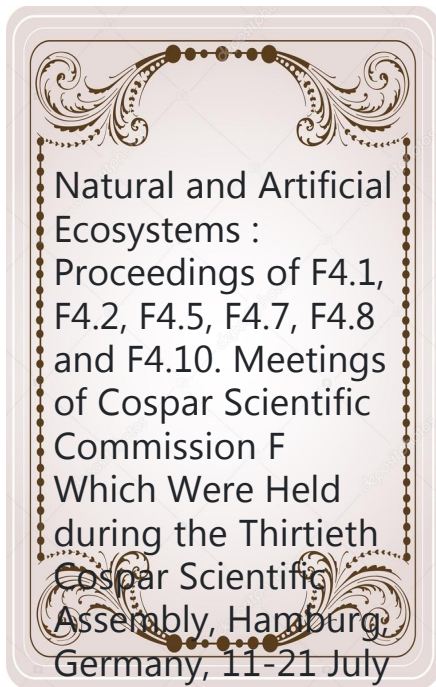 Natural and Artificial
Ecosystems :
Proceedings of F4.1,
F4.2, F4.5, F4.7, F4.8
and F4.10. Meetings
of Cospar Scientific
Commission F
Which Were Held
during the Thirtieth
Cospar Scientific
Assembly, Hamburg,
Germany, 11-21 July